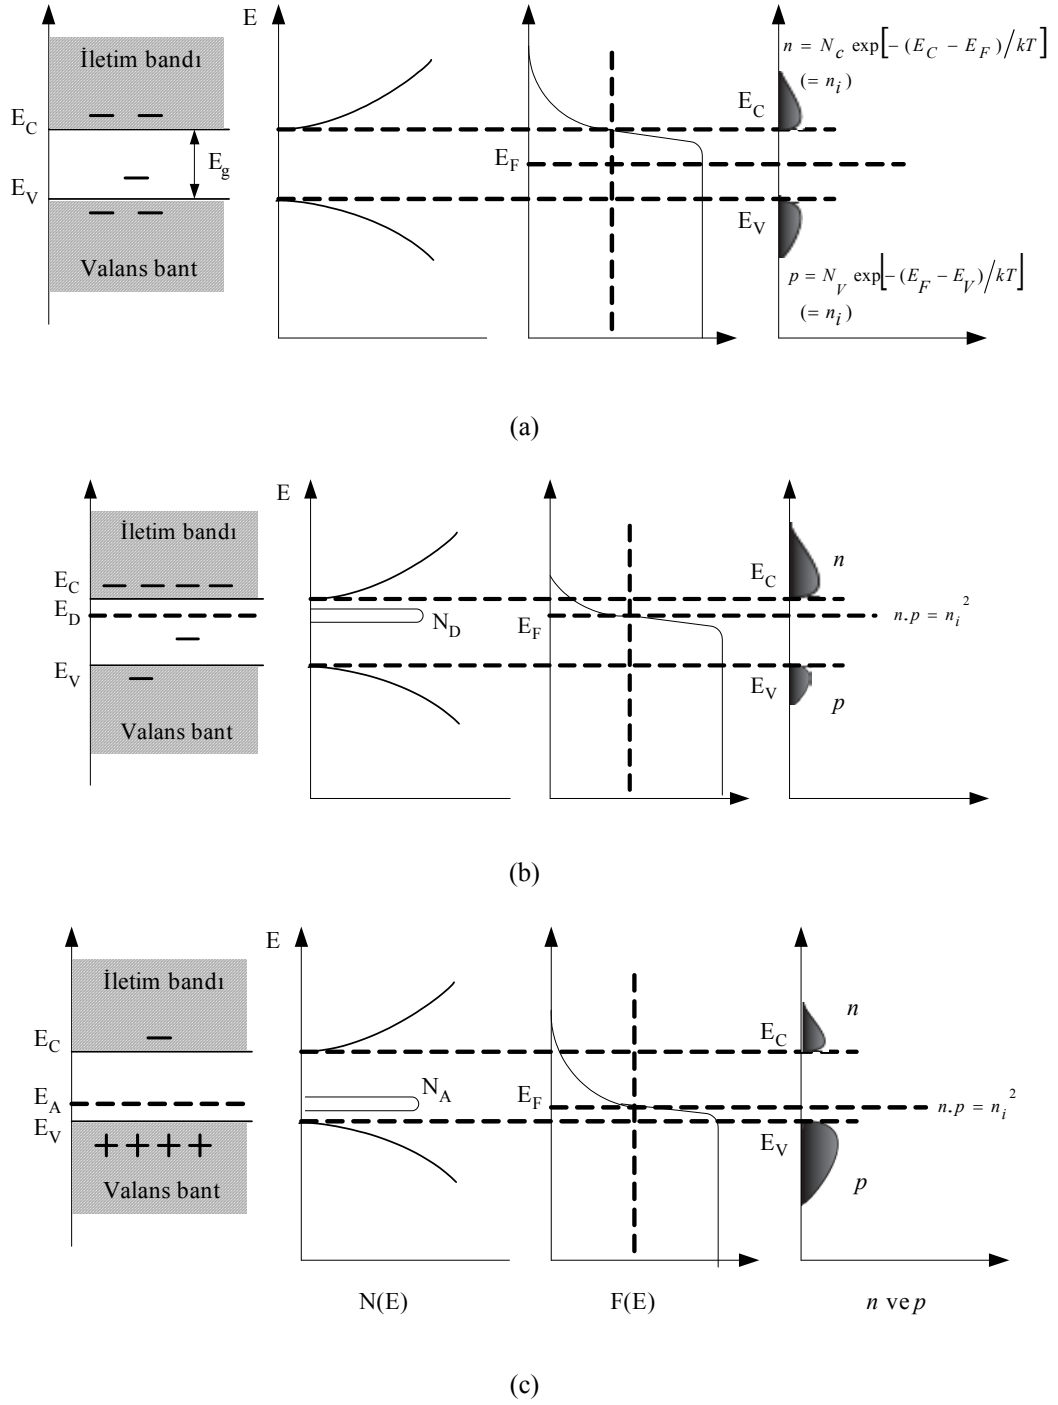 E
İletim bandı
n = N_c exp[-(E_C - E_F)/kT]
(= n_i)
E_C
E_C
E_g
E_F
E_V
E_V
Valans bant
p = N_V exp[-(E_F - E_V)/kT]
(= n_i)
(a)
E
İletim bandı
n
E_C
E_C
E_D
N_D
E_F
n.p = n_i^2
E_V
E_V
p
Valans bant
(b)
E
İletim bandı
n
E_C
E_C
E_A
N_A
E_F
n.p = n_i^2
E_V
E_V
Valans bant
p
N(E)
F(E)
n ve p
(c)